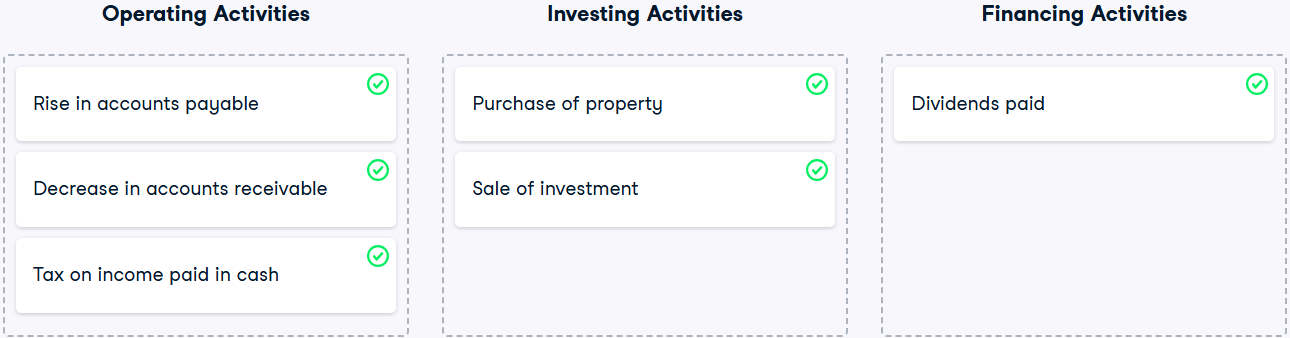 Operating Activities
Rise in accounts payable
Decrease in accounts receivable
Tax on income paid in cash
Investing Activities
Purchase of property
Sale of investment
Financing Activities
Dividends paid